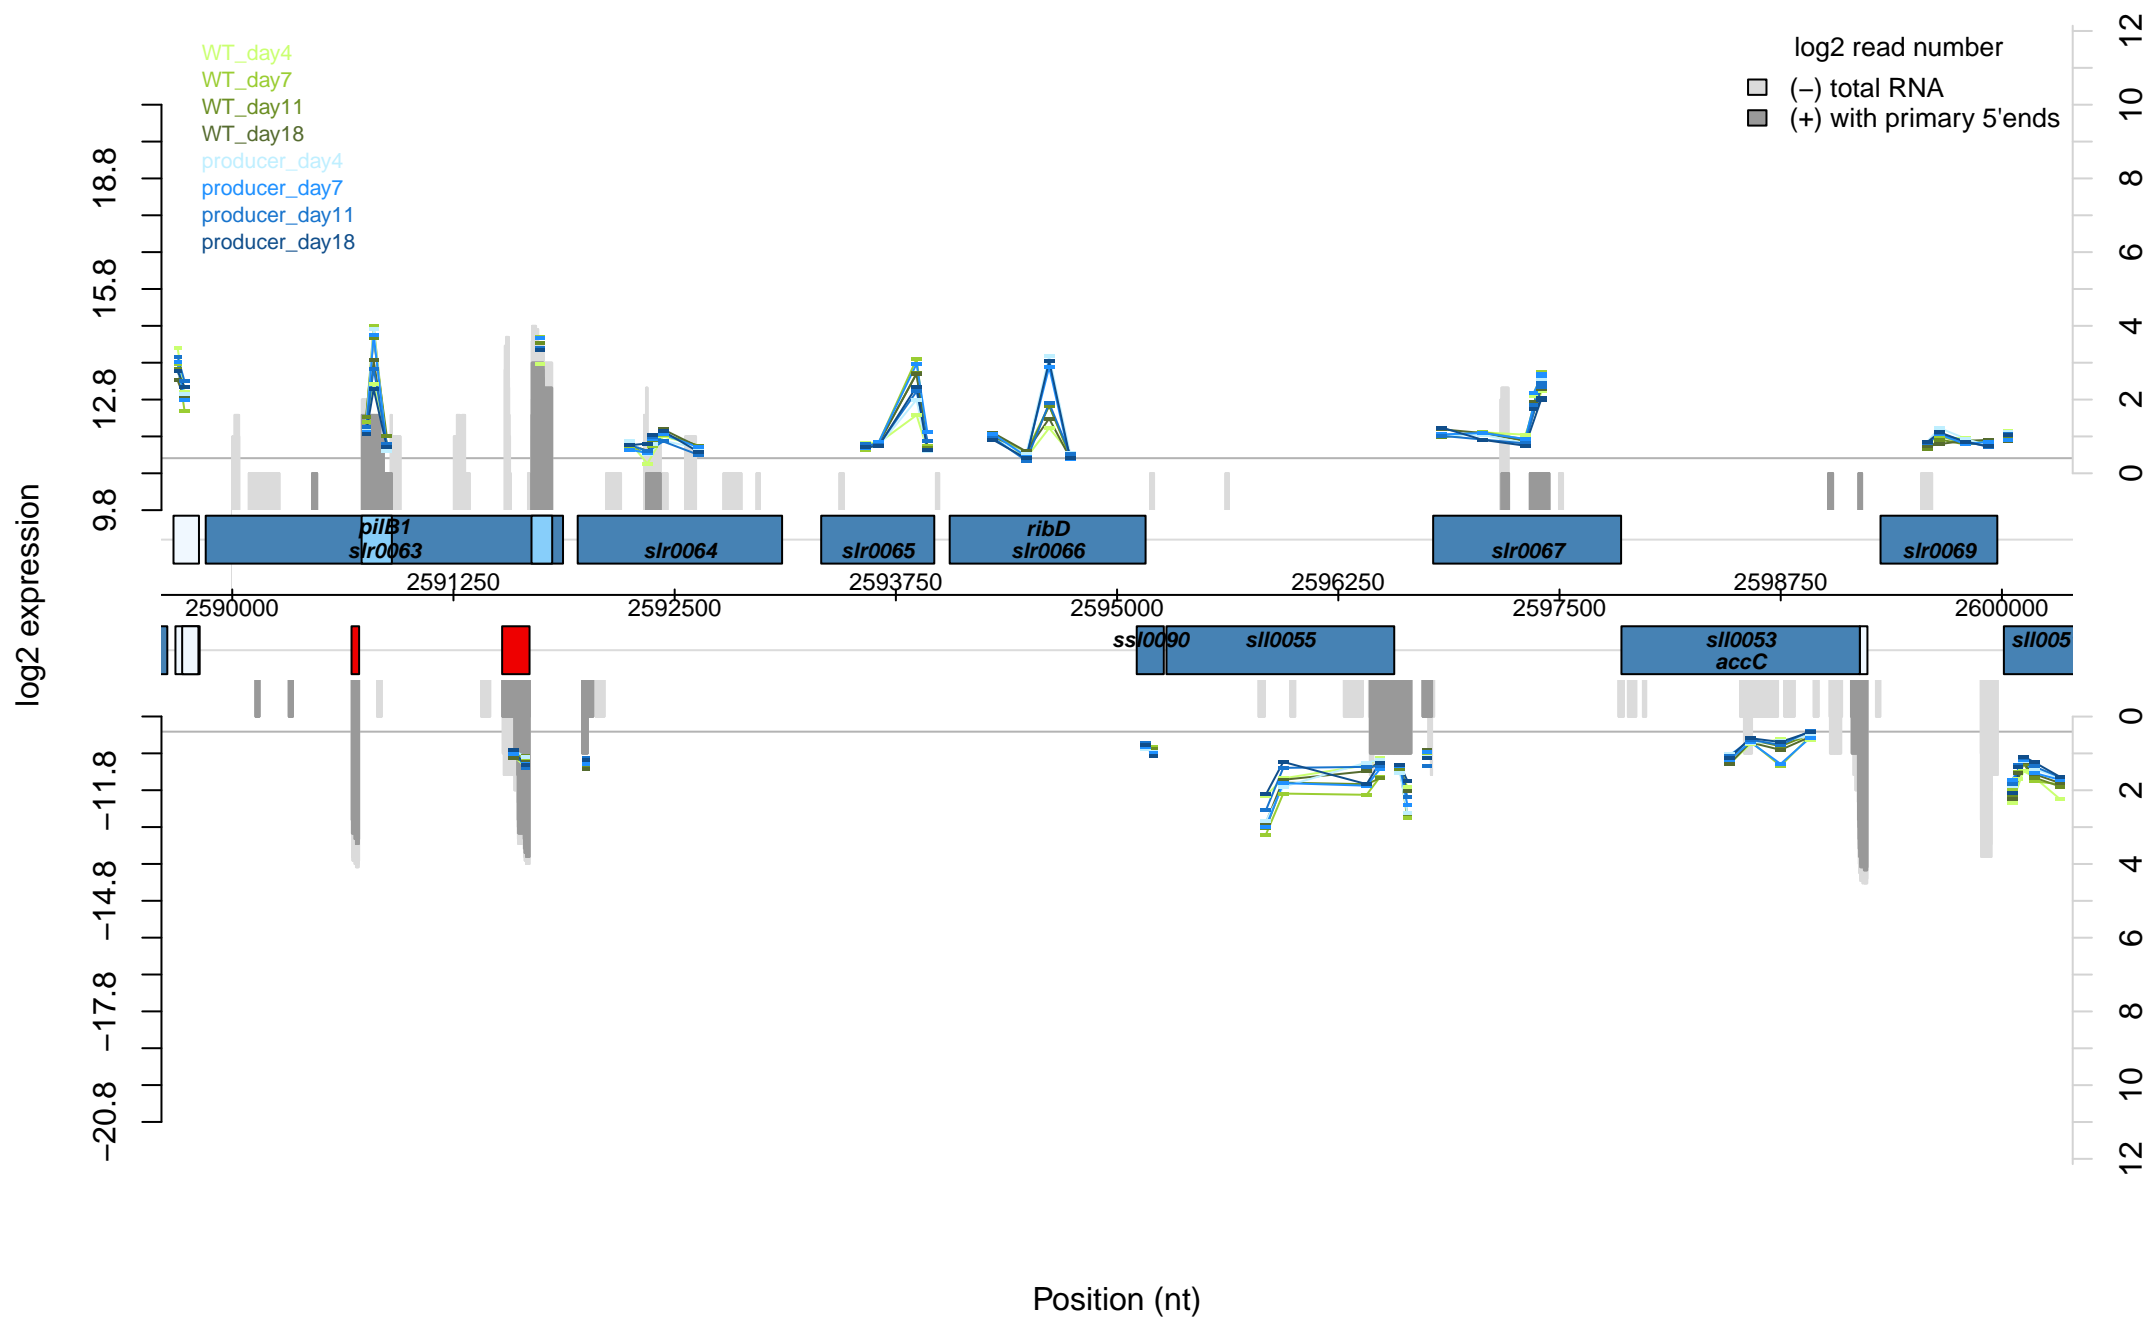 WT_day4
WT_day7
WT_day11
WT_day18
producer_day4
producer_day7
producer_day11
producer_day18
log2 read number
(−) total RNA
(+) with primary 5'ends
log2 expression
18.8
15.8
12.8
9.8
12
10
8
6
4
2
0
pilB1
slr0063
slr0064
slr0065
ribD
slr0066
slr0067
slr0069
2591250
2593750
2596250
2598750
2590000
2592500
2595000
2597500
2600000
ssl0090
sll0055
sll0053
accC
sll005
−11.8
−14.8
−17.8
−20.8
0
2
4
6
8
10
12
Position (nt)